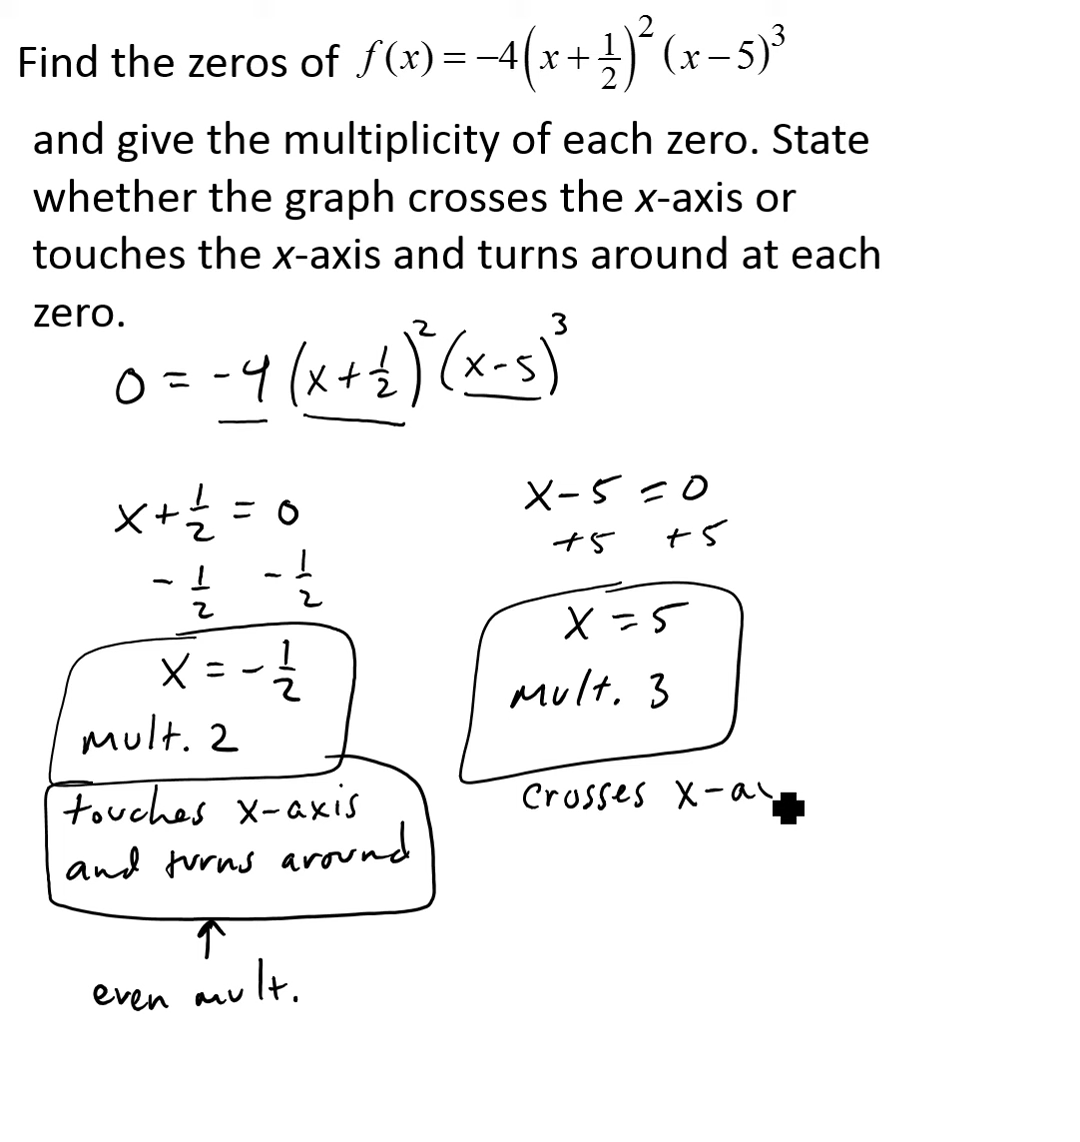 Find the zeros of f(x) = −4(x + 1/2)² (x − 5)³
and give the multiplicity of each zero. State
whether the graph crosses the x-axis or
touches the x-axis and turns around at each
zero.
0 = -4 (x + 1/2)² (x - 5)³
x + 1/2 = 0
- 1/2 - 1/2
x = - 1/2
mult. 2
touches x-axis
and turns around
even mult.
x - 5 = 0
+5 +5
x = 5
mult. 3
crosses x-a